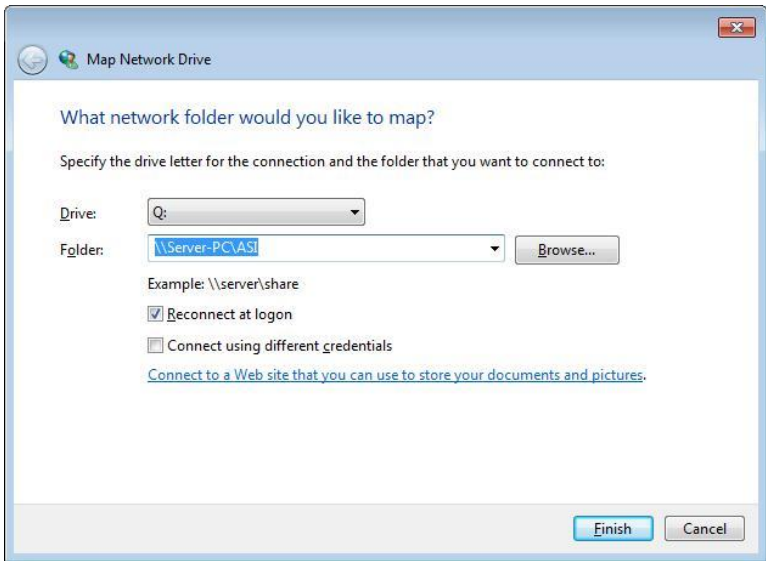 Map Network Drive
What network folder would you like to map?
Specify the drive letter for the connection and the folder that you want to connect to:
Drive: Q:
Folder: \\Server-PC\ASI Browse...
Example: \\server\share
Reconnect at logon
Connect using different credentials
Connect to a Web site that you can use to store your documents and pictures.
Finish Cancel